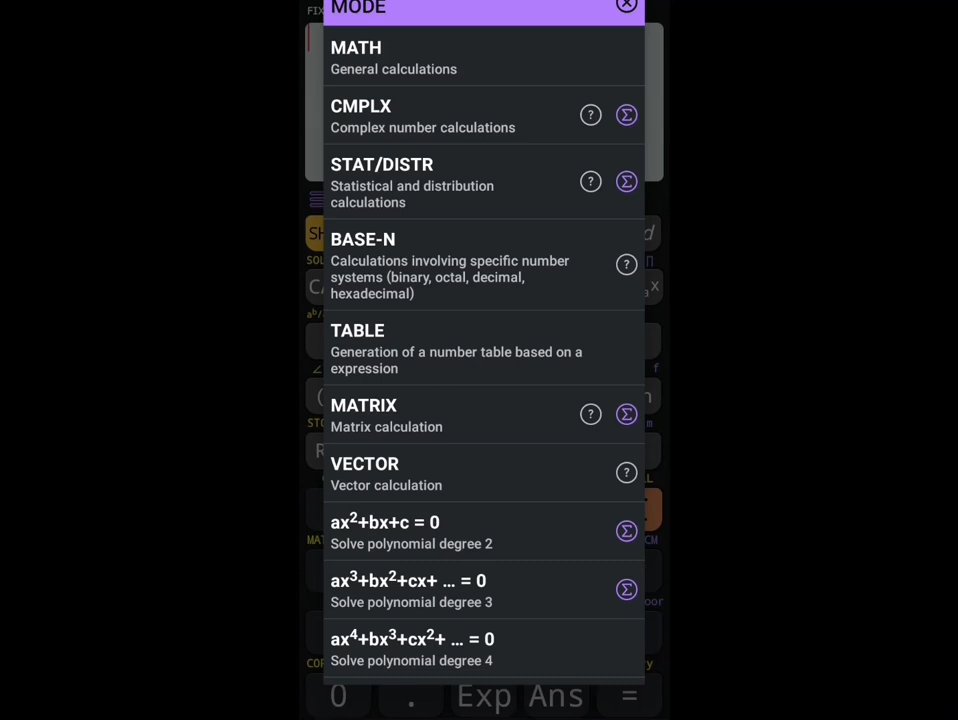 FIX
MODE
MATH
General calculations
CMPLX
Complex number calculations
?
Σ
STAT/DISTR
Statistical and distribution
calculations
?
Σ
BASE-N
Calculations involving specific number
systems (binary, octal, decimal,
hexadecimal)
?
TABLE
Generation of a number table based on a
expression
MATRIX
Matrix calculation
?
Σ
VECTOR
Vector calculation
?
ax²+bx+c = 0
Solve polynomial degree 2
Σ
ax³+bx²+cx+ ... = 0
Solve polynomial degree 3
Σ
ax⁴+bx³+cx²+ ... = 0
Solve polynomial degree 4
0 . Exp Ans =